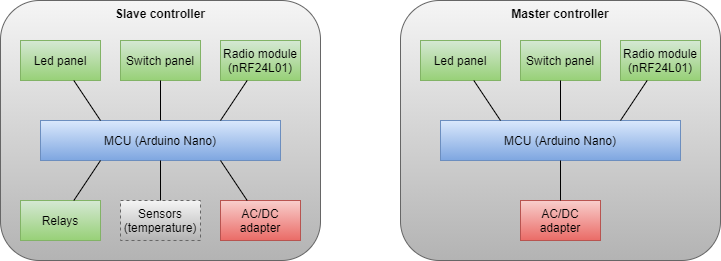 Slave controller
Led panel
Switch panel
Radio module
(nRF24L01)
MCU (Arduino Nano)
Relays
Sensors
(temperature)
AC/DC
adapter
Master controller
Led panel
Switch panel
Radio module
(nRF24L01)
MCU (Arduino Nano)
AC/DC
adapter